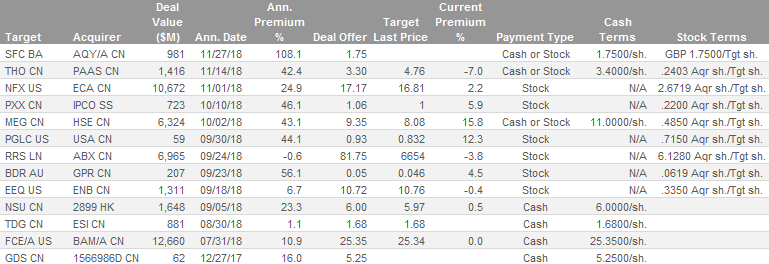 Target Acquirer Deal Value ($M) Ann. Date Ann. Premium % Deal Offer Target Last Price Current Premium % Payment Type Cash Terms Stock Terms
SFC BA AQY/A CN 981 11/27/18 108.1 1.75 Cash or Stock 1.7500/sh. GBP 1.7500/Tgt sh.
THO CN PAAS CN 1,416 11/14/18 42.4 3.30 4.76 -7.0 Cash or Stock 3.4000/sh. .2403 Aqr sh./Tgt sh.
NFX US ECA CN 10,672 11/01/18 24.9 17.17 16.81 2.2 Stock N/A 2.6719 Aqr sh./Tgt sh.
PXX CN IPCO SS 723 10/10/18 46.1 1.06 1 5.9 Stock N/A .2200 Aqr sh./Tgt sh.
MEG CN HSE CN 6,324 10/02/18 43.1 9.35 8.08 15.8 Cash or Stock 11.0000/sh. .4850 Aqr sh./Tgt sh.
PGLC US USA CN 59 09/30/18 44.1 0.93 0.832 12.3 Stock N/A .7150 Aqr sh./Tgt sh.
RRS LN ABX CN 6,965 09/24/18 -0.6 81.75 6654 -3.8 Stock N/A 6.1280 Aqr sh./Tgt sh.
BDR AU GPR CN 207 09/23/18 56.1 0.05 0.046 4.5 Stock N/A .0619 Aqr sh./Tgt sh.
EEQ US ENB CN 1,311 09/18/18 6.7 10.72 10.76 -0.4 Stock N/A .3350 Aqr sh./Tgt sh.
NSU CN 2899 HK 1,648 09/05/18 23.3 6.00 5.97 0.5 Cash 6.0000/sh.
TDG CN ESI CN 881 08/30/18 1.1 1.68 1.68 Cash 1.6800/sh.
FCE/A US BAM/A CN 12,660 07/31/18 10.9 25.35 25.34 0.0 Cash 25.3500/sh.
GDS CN 1566986D CN 62 12/27/17 16.0 5.25 Cash 5.2500/sh.